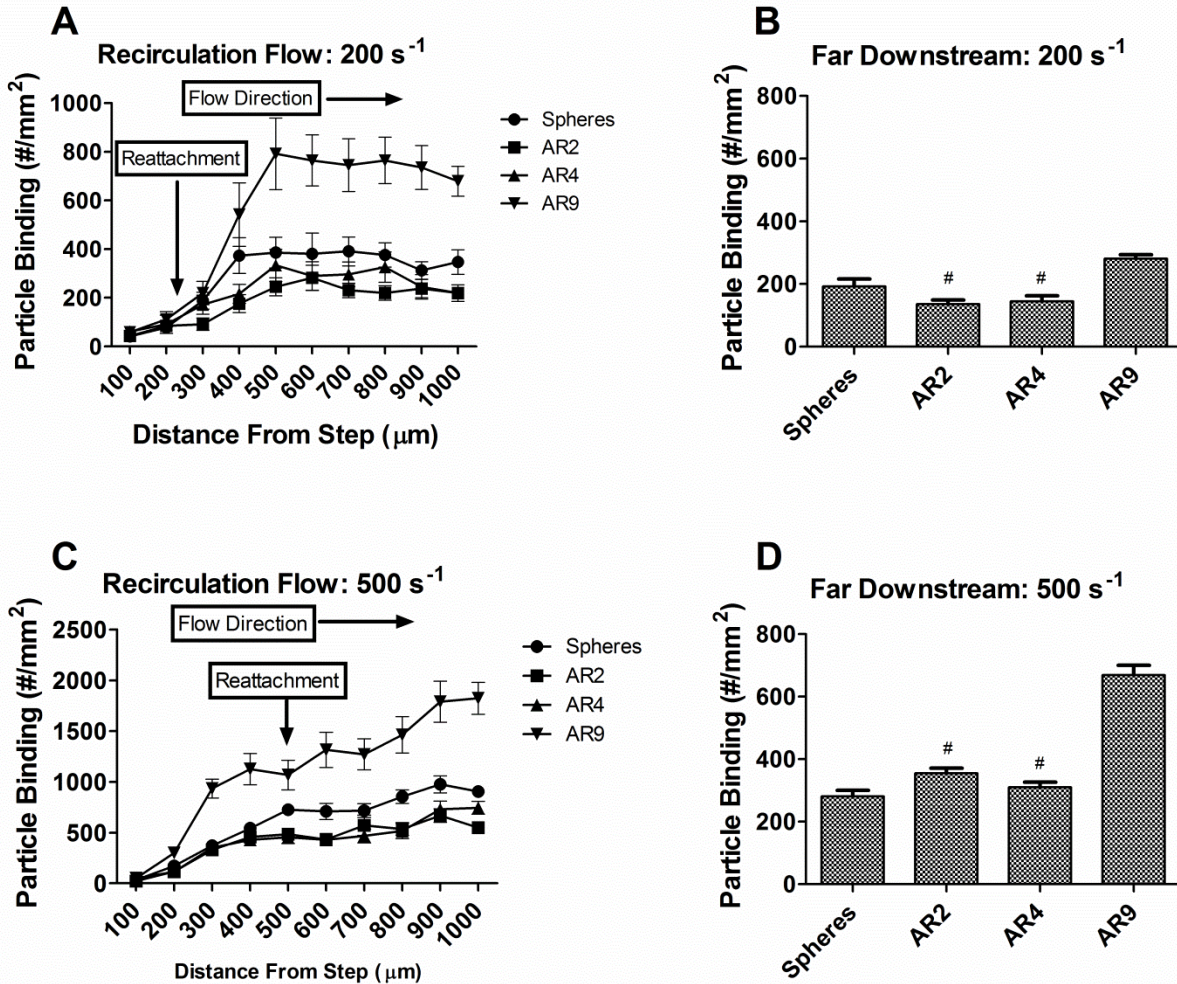 A
Recirculation Flow: 200 s-1
Flow Direction
Reattachment
Particle Binding (#/mm2)
1000
800
600
400
200
0
100
200
300
400
500
600
700
800
900
1000
Distance From Step (μm)
Spheres
AR2
AR4
AR9
B
Far Downstream: 200 s-1
Particle Binding (#/mm2)
800
600
400
200
0
#
#
Spheres
AR2
AR4
AR9
C
Recirculation Flow: 500 s-1
Flow Direction
Reattachment
Particle Binding (#/mm2)
2500
2000
1500
1000
500
0
100
200
300
400
500
600
700
800
900
1000
Distance From Step (μm)
Spheres
AR2
AR4
AR9
D
Far Downstream: 500 s-1
Particle Binding (#/mm2)
800
600
400
200
0
#
#
Spheres
AR2
AR4
AR9